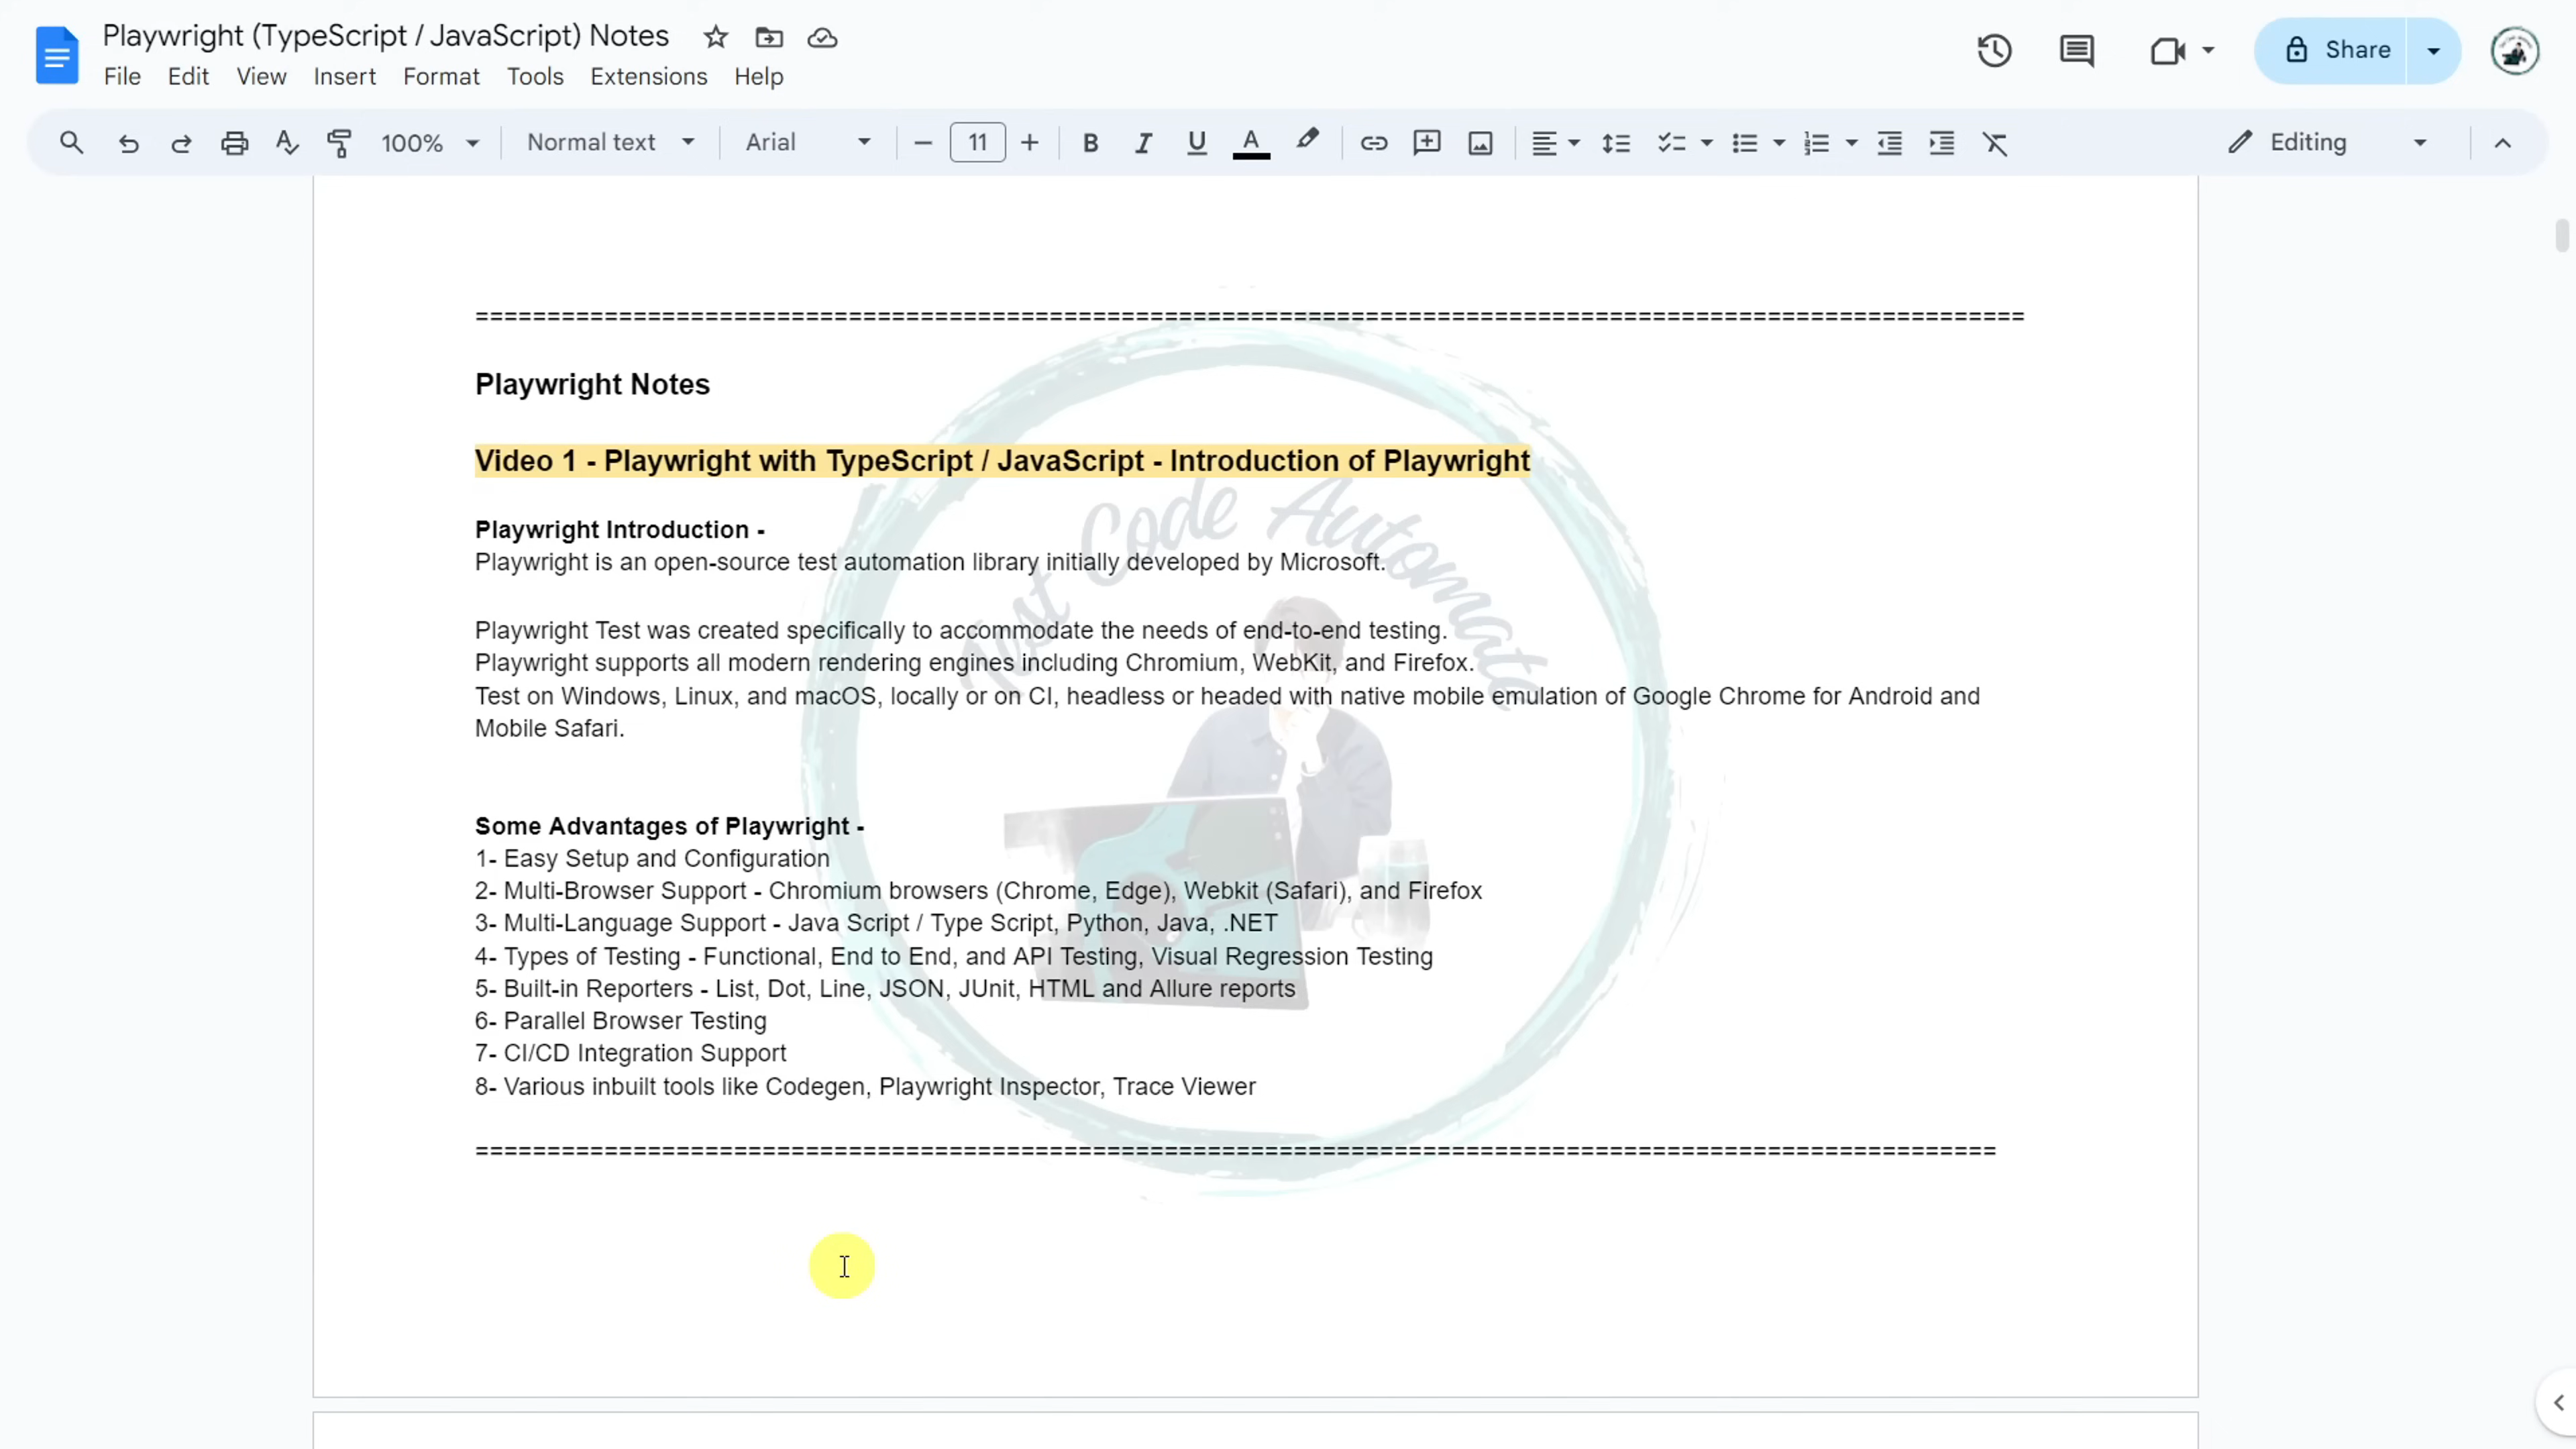 Playwright (TypeScript / JavaScript) Notes
File Edit View Insert Format Tools Extensions Help
Share
100% Normal text Arial 11 Editing
================================================================================================================
Playwright Notes
Video 1 - Playwright with TypeScript / JavaScript - Introduction of Playwright
Playwright Introduction -
Playwright is an open-source test automation library initially developed by Microsoft.
Playwright Test was created specifically to accommodate the needs of end-to-end testing.
Playwright supports all modern rendering engines including Chromium, WebKit, and Firefox.
Test on Windows, Linux, and macOS, locally or on CI, headless or headed with native mobile emulation of Google Chrome for Android and
Mobile Safari.
Some Advantages of Playwright -
1- Easy Setup and Configuration
2- Multi-Browser Support - Chromium browsers (Chrome, Edge), Webkit (Safari), and Firefox
3- Multi-Language Support - Java Script / Type Script, Python, Java, .NET
4- Types of Testing - Functional, End to End, and API Testing, Visual Regression Testing
5- Built-in Reporters - List, Dot, Line, JSON, JUnit, HTML and Allure reports
6- Parallel Browser Testing
7- CI/CD Integration Support
8- Various inbuilt tools like Codegen, Playwright Inspector, Trace Viewer
==============================================================================================================
Test Code Automate